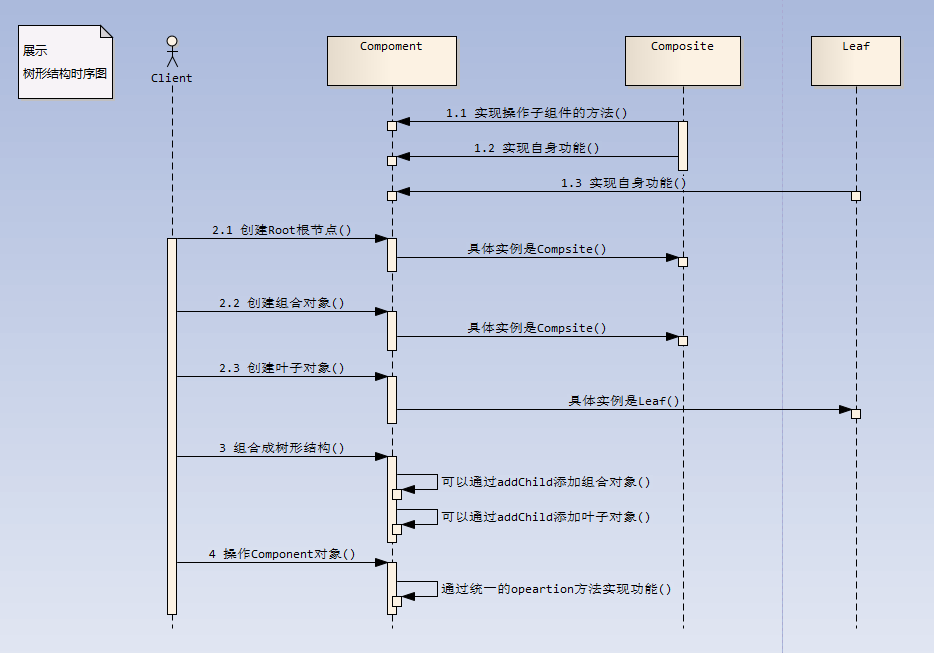 展示
树形结构时序图
Client
Compoment
Composite
Leaf
1.1 实现操作子组件的方法()
1.2 实现自身功能()
1.3 实现自身功能()
2.1 创建Root根节点()
具体实例是Compsite()
2.2 创建组合对象()
具体实例是Compsite()
2.3 创建叶子对象()
具体实例是Leaf()
3 组合成树形结构()
可以通过addChild添加组合对象()
可以通过addChild添加叶子对象()
4 操作Component对象()
通过统一的opeartion方法实现功能()